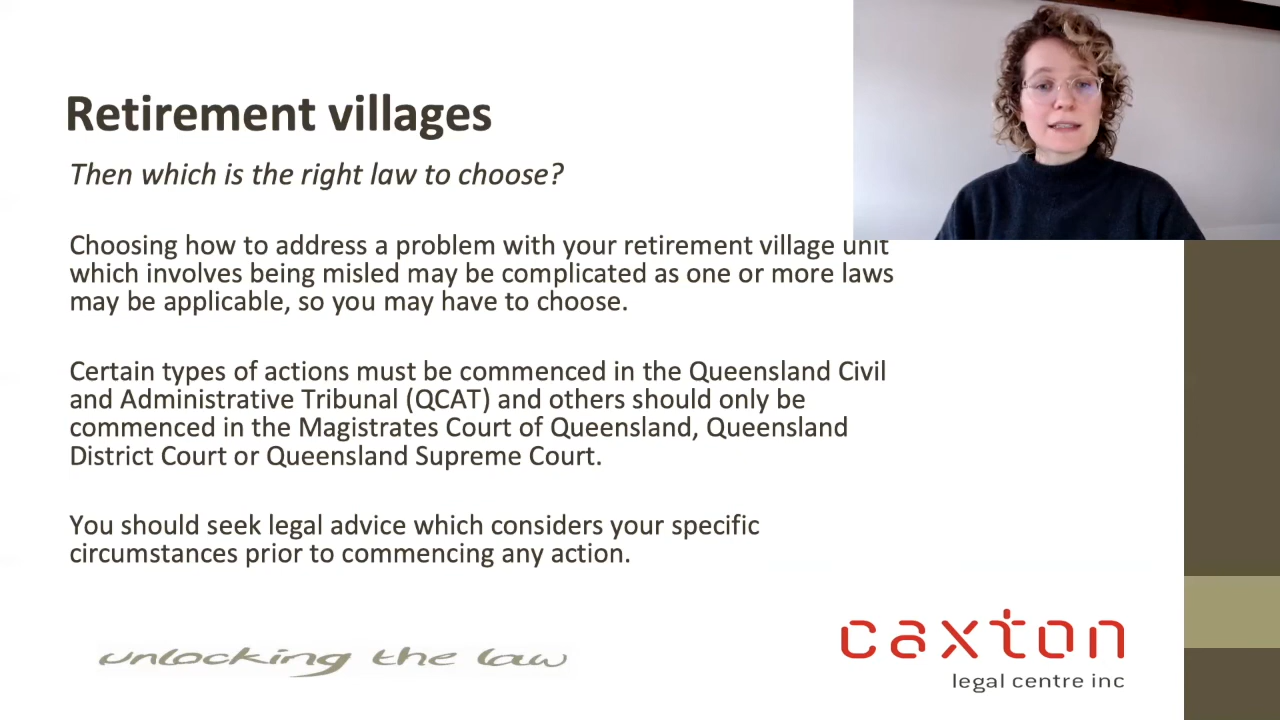 Retirement villages
Then which is the right law to choose?
Choosing how to address a problem with your retirement village unit
which involves being misled may be complicated as one or more laws
may be applicable, so you may have to choose.
Certain types of actions must be commenced in the Queensland Civil
and Administrative Tribunal (QCAT) and others should only be
commenced in the Magistrates Court of Queensland, Queensland
District Court or Queensland Supreme Court.
You should seek legal advice which considers your specific
circumstances prior to commencing any action.
unlocking the law
caxton
legal centre inc